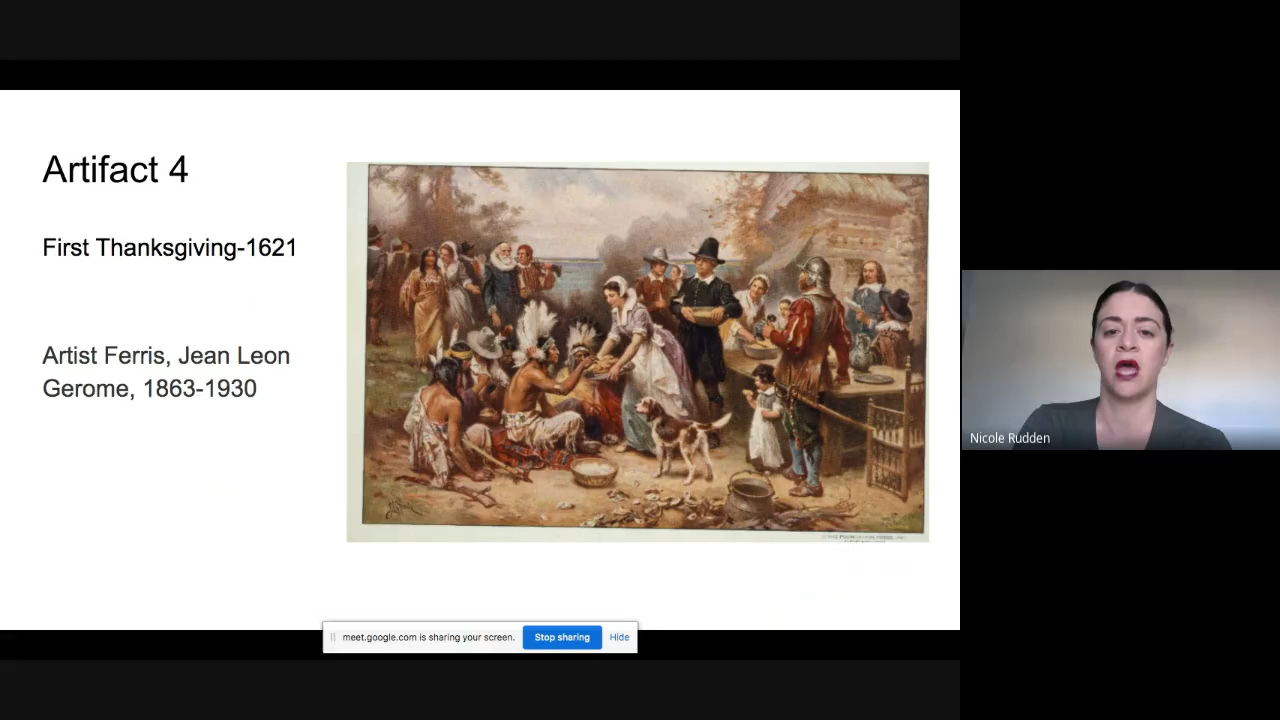 Artifact 4
First Thanksgiving-1621
Artist Ferris, Jean Leon
Gerome, 1863-1930
Nicole Rudden
meet.google.com is sharing your screen. Stop sharing Hide